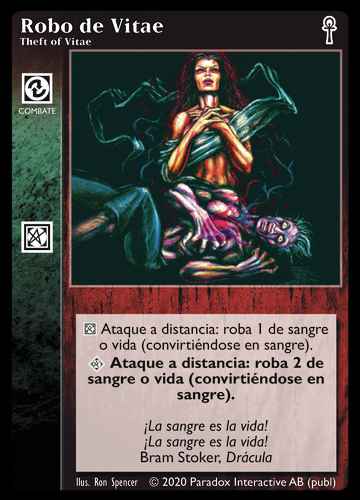 Robo de Vitae
Theft of Vitae
COMBATE
Ataque a distancia: roba 1 de sangre
o vida (convirtiéndose en sangre).
Ataque a distancia: roba 2 de
sangre o vida (convirtiéndose en
sangre).
¡La sangre es la vida!
¡La sangre es la vida!
Bram Stoker, Drácula
Ilus. Ron Spencer © 2020 Paradox Interactive AB (publ)